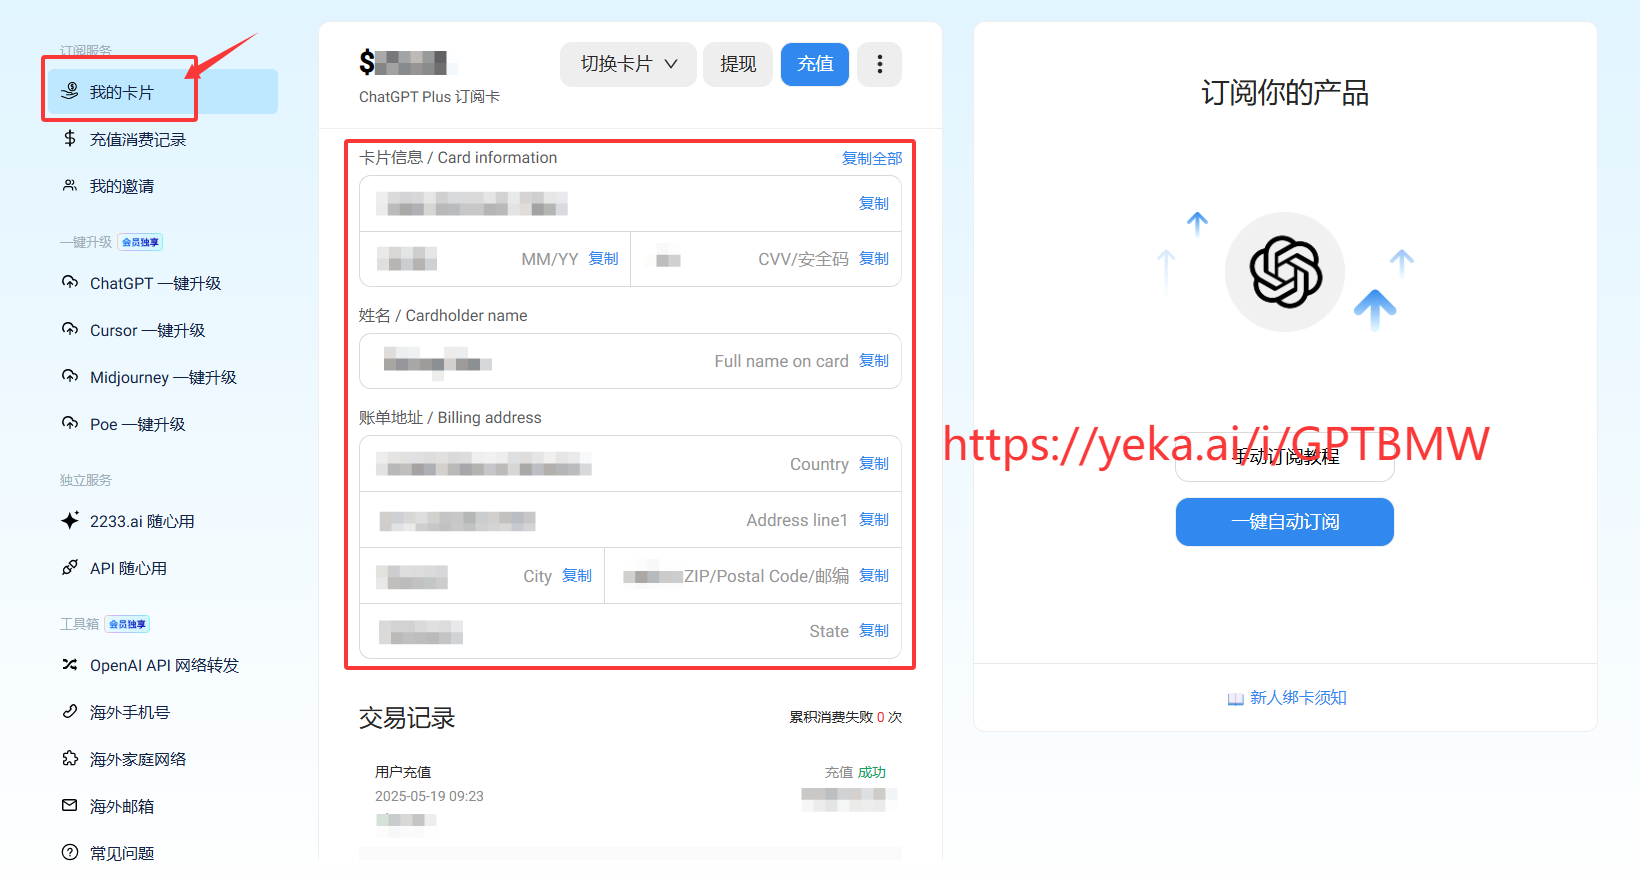 订阅服务
我的卡片
充值消费记录
我的邀请
一键升级 会员独享
ChatGPT 一键升级
Cursor 一键升级
Midjourney 一键升级
Poe 一键升级
独立服务
2233.ai 随心用
API 随心用
工具箱 会员独享
OpenAI API 网络转发
海外手机号
海外家庭网络
海外邮箱
常见问题
$
切换卡片 提现 充值
ChatGPT Plus 订阅卡
卡片信息 / Card information 复制全部
复制
MM/YY 复制 CVV/安全码 复制
姓名 / Cardholder name
Full name on card 复制
账单地址 / Billing address
Country 复制
Address line1 复制
City 复制 ZIP/Postal Code/邮编 复制
State 复制
交易记录 累积消费失败 0 次
用户充值 充值 成功
2025-05-19 09:23
订阅你的产品
https://yeka.ai/i/GPTBMW
手动订阅教程
一键自动订阅
新人绑卡须知